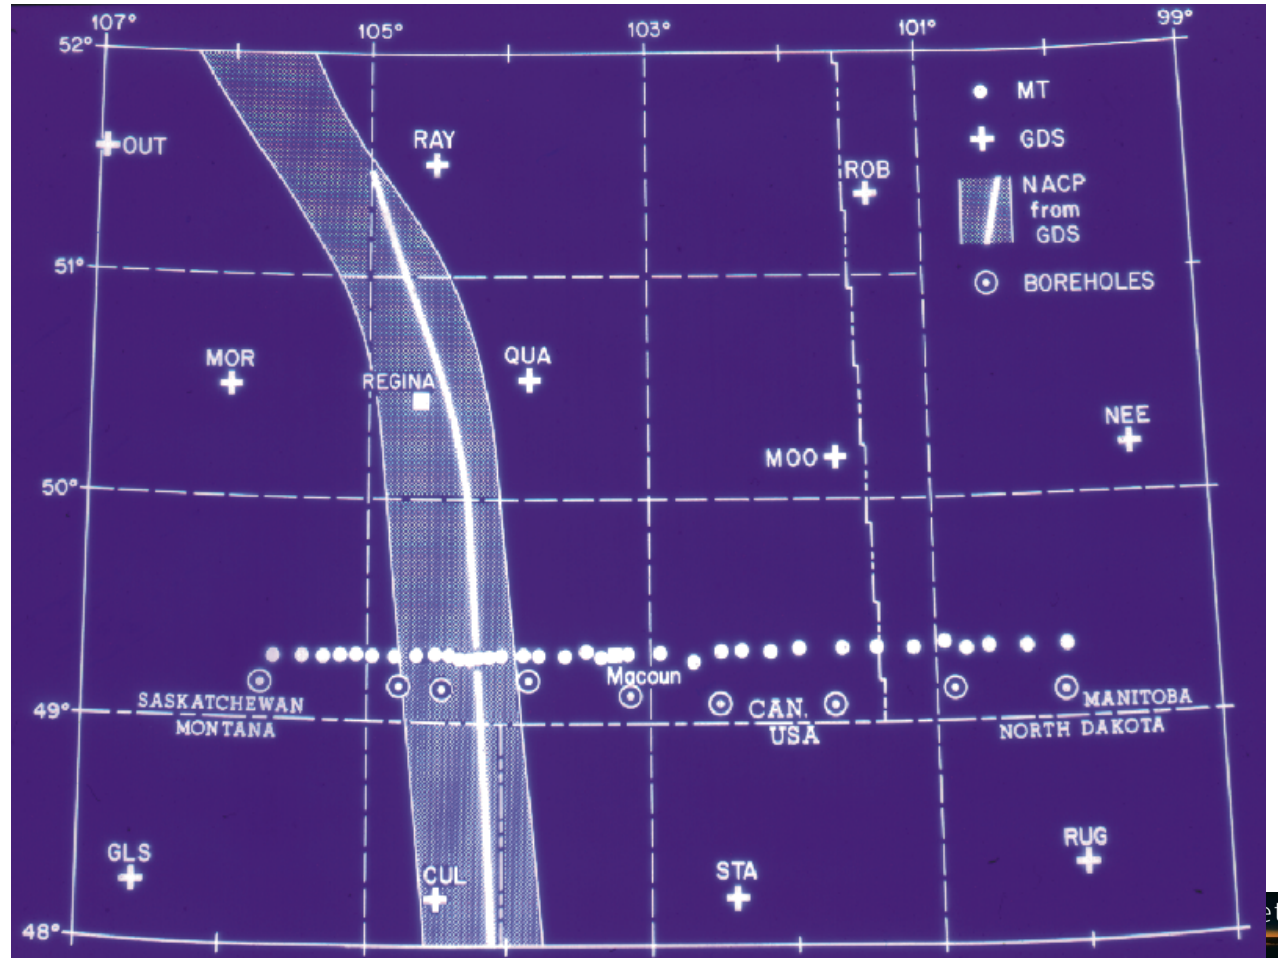 107°
105°
103°
101°
99°
52°
MT
OUT
RAY
GDS
ROB
NACP
from
GDS
51°
BOREHOLES
MOR
QUA
REGINA
NEE
MOO
50°
Macoun
SASKATCHEWAN
MANITOBA
49°
CAN.
MONTANA
USA
NORTH DAKOTA
RUG
GLS
CUL
STA
48°